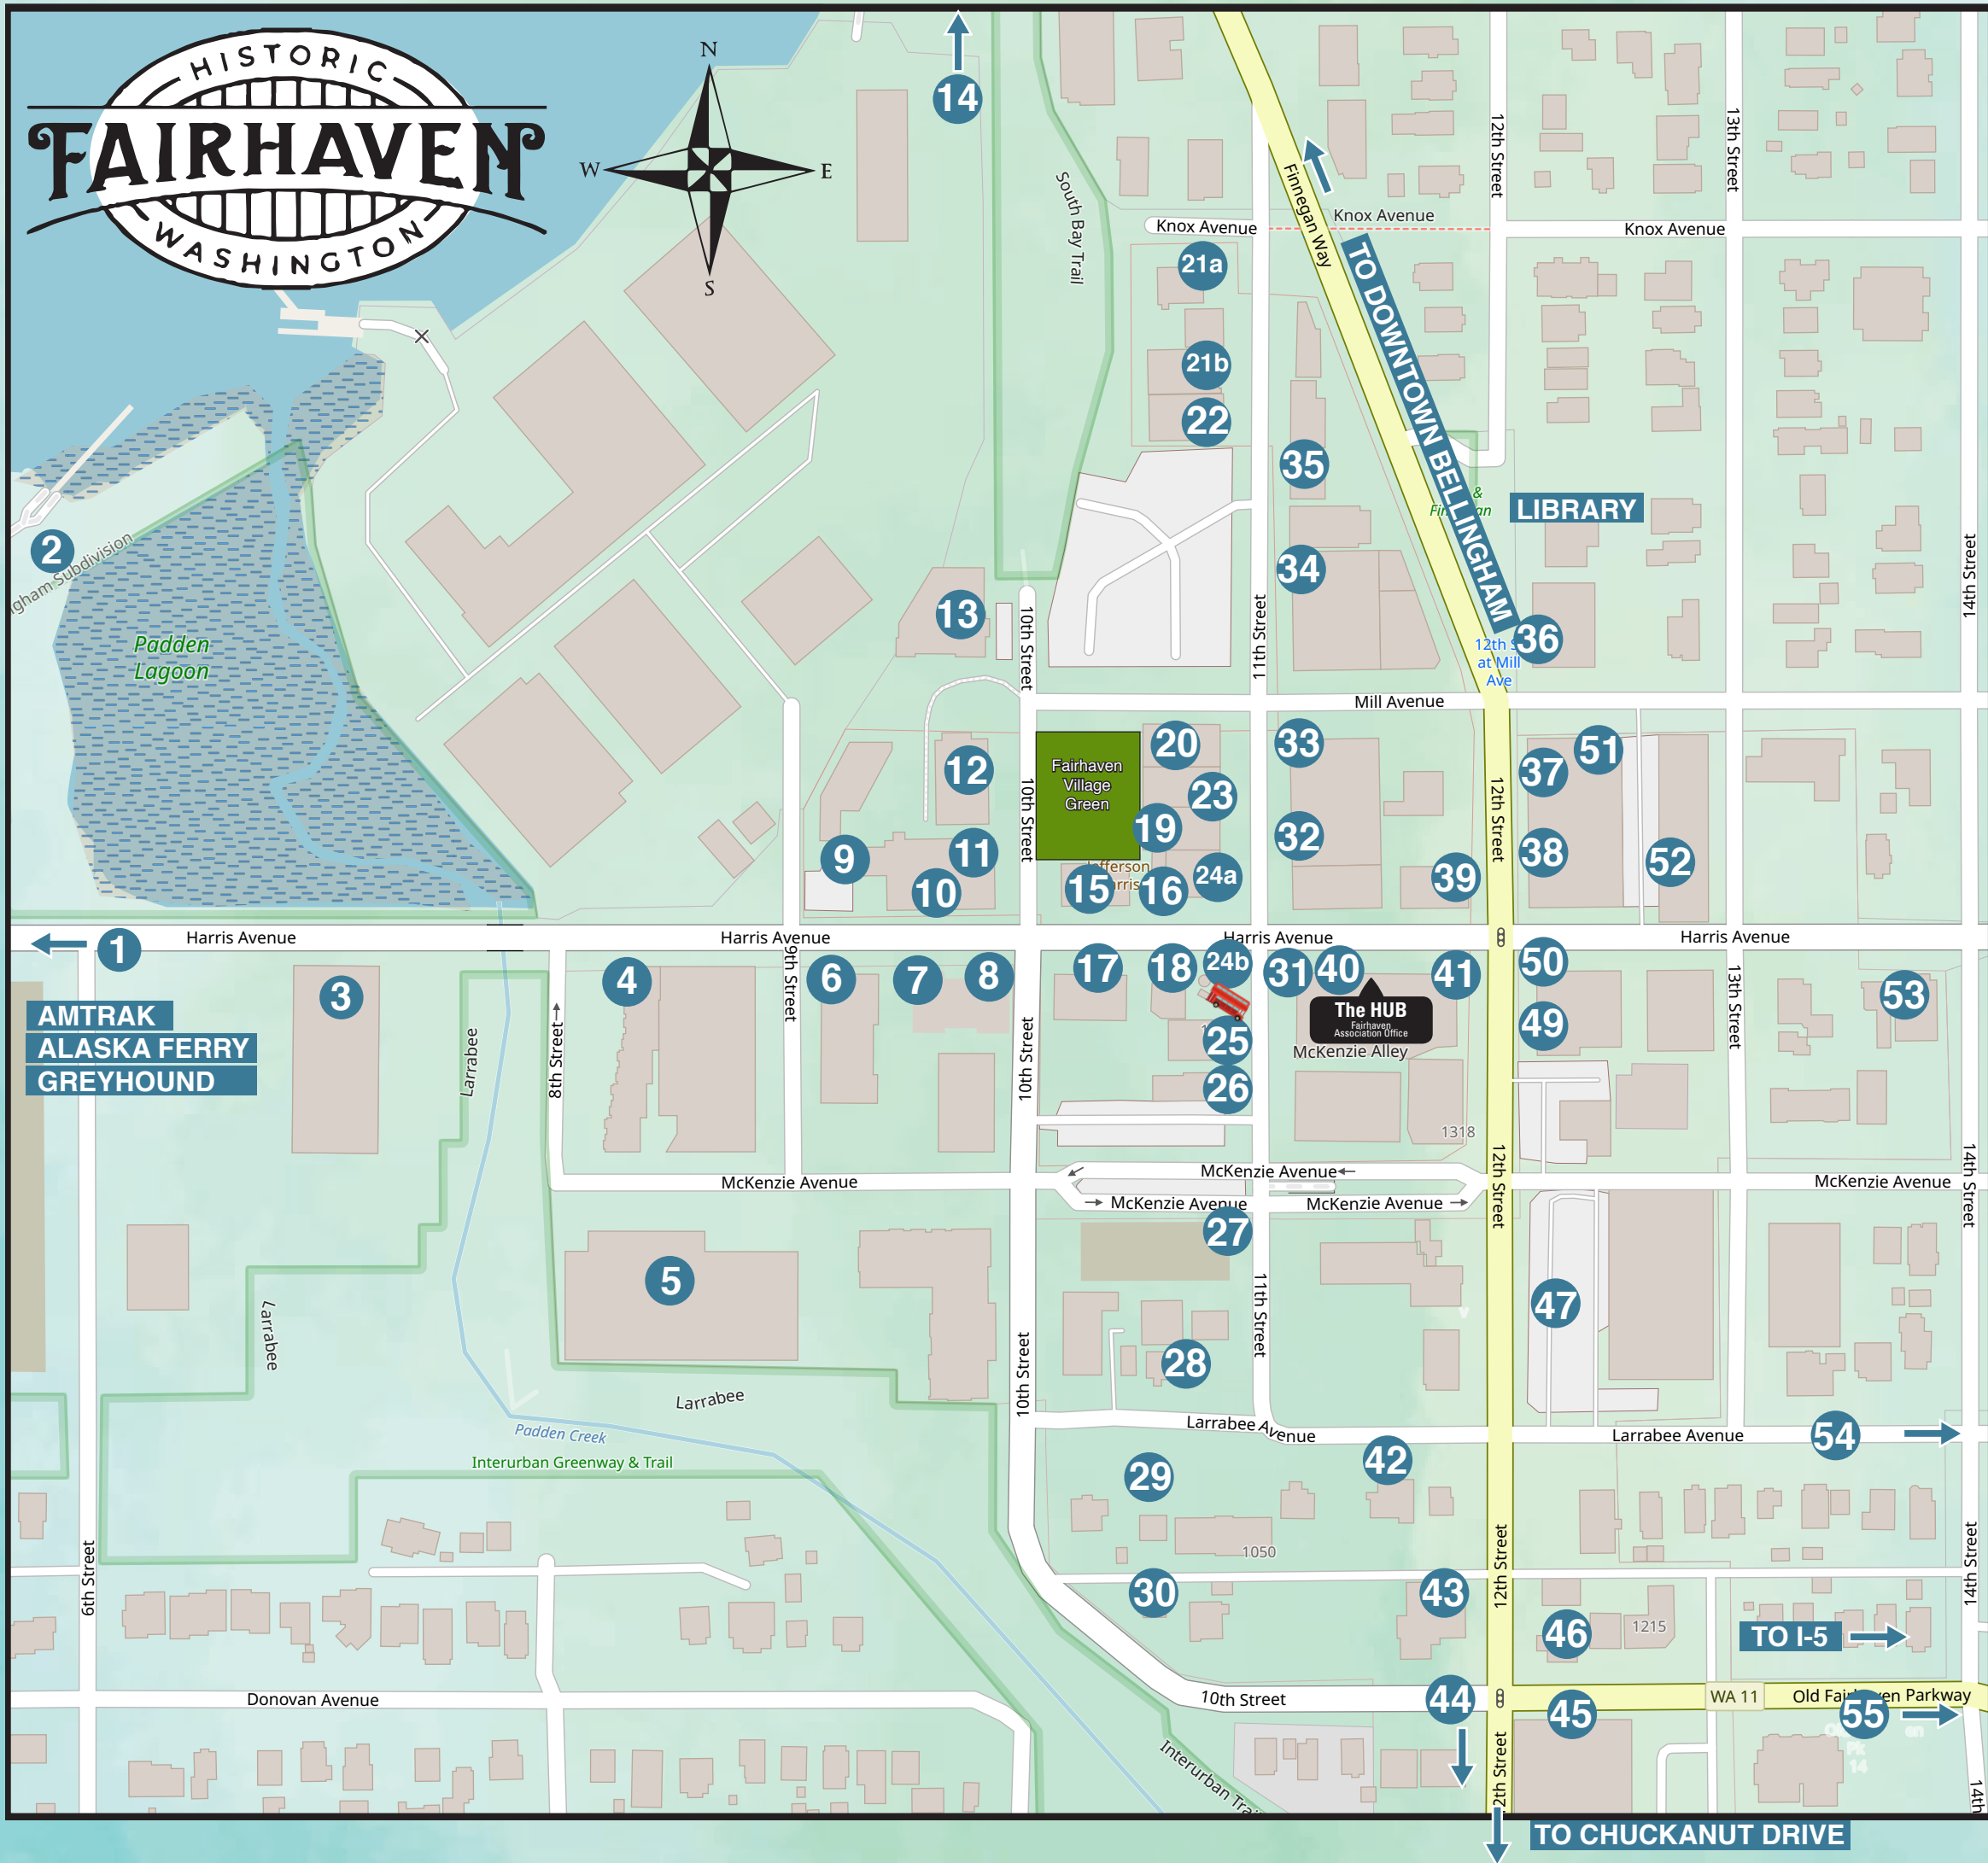 HISTORIC
FAIRHAVEN
WASHINGTON
N
W
E
S
14
South Bay Trail
Finnegan Way
12th Street
13th Street
Knox Avenue
Knox Avenue
Knox Avenue
21a
21b
22
35
34
TO DOWNTOWN BELLINGHAM
&
LIBRARY
2
gham Subdivision
Padden
Lagoon
13
10th Street
11th Street
14th Street
36
12th S
at Mill
Ave
Mill Avenue
12
Fairhaven
Village
Green
20
23
19
33
32
37
51
38
52
39
9
11
10
10th Street
12th Street
15
16
24a
1
Harris Avenue
Harris Avenue
Harris Avenue
Harris Avenue
AMTRAK
ALASKA FERRY
GREYHOUND
3
4
6
7
8
17
18
24b
31
40
41
50
49
53
The HUB
Fairhaven
Association Office
McKenzie Alley
25
26
Larrabee
8th Street
9th Street
10th Street
13th Street
1318
12th Street
14th Street
McKenzie Avenue
McKenzie Avenue
McKenzie Avenue
McKenzie Avenue
McKenzie Avenue
27
5
28
47
Larrabee
Larrabee
10th Street
11th Street
Larrabee Avenue
Larrabee Avenue
54
Padden Creek
Interurban Greenway & Trail
29
42
1050
30
43
46
1215
6th Street
12th Street
14th Street
TO I-5
Donovan Avenue
10th Street
44
45
WA 11
Old Fairhaven Parkway
55
Interurban Trai
12th Street
14th
TO CHUCKANUT DRIVE